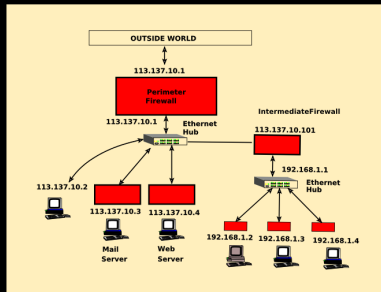 OUTSIDE WORLD
113.137.10.1
Perimeter
Firewall
113.137.10.1
Ethernet
Hub
IntermediateFirewall
113.137.10.101
192.168.1.1
Ethernet
Hub
113.137.10.2
113.137.10.3
113.137.10.4
Mail
Server
Web
Server
192.168.1.2
192.168.1.3
192.168.1.4